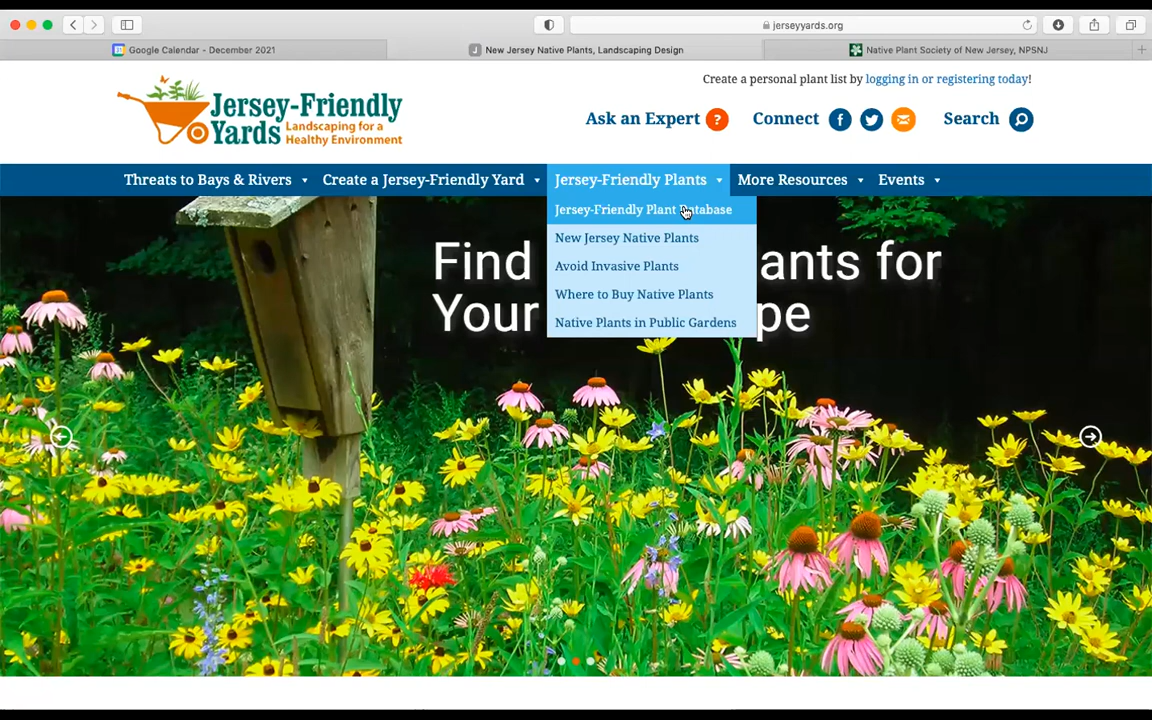 jerseyyards.org
Google Calendar - December 2021
New Jersey Native Plants, Landscaping Design
Native Plant Society of New Jersey, NPSNJ
Create a personal plant list by logging in or registering today!
Jersey-Friendly
Yards Landscaping for a
Healthy Environment
Ask an Expert ?
Connect
Search
Threats to Bays & Rivers
Create a Jersey-Friendly Yard
Jersey-Friendly Plants
More Resources
Events
Jersey-Friendly Plant Database
New Jersey Native Plants
Avoid Invasive Plants
Where to Buy Native Plants
Native Plants in Public Gardens
Find ants for
Your pe